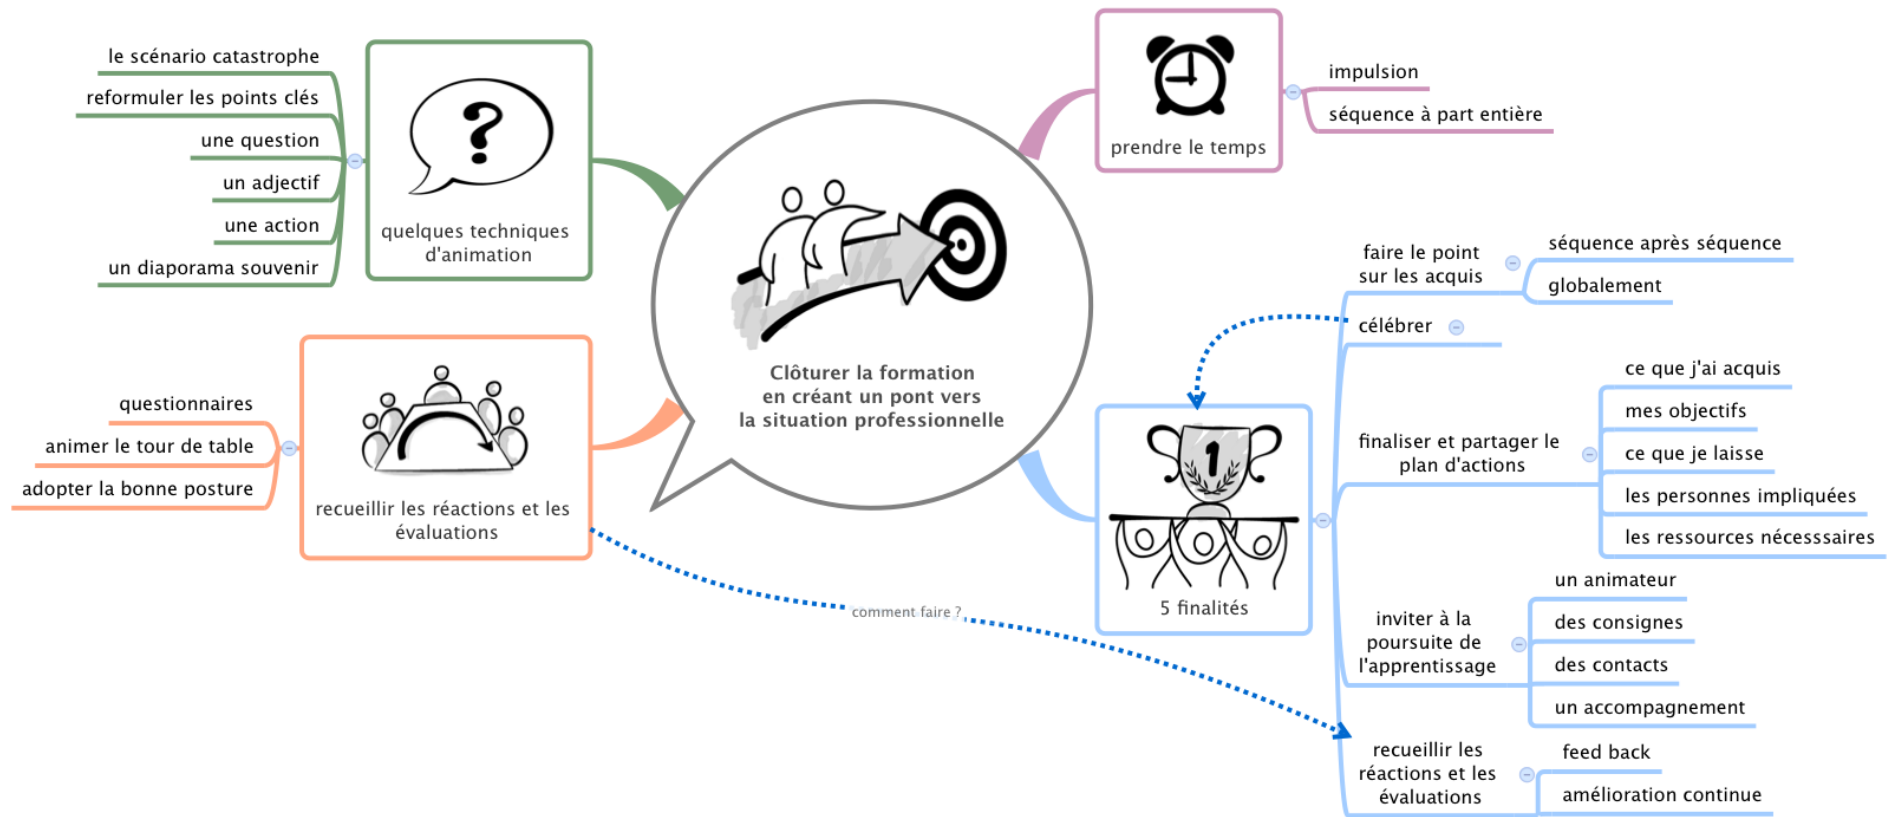 Clôturer la formation
en créant un pont vers
la situation professionnelle
prendre le temps
impulsion
séquence à part entière
1
5 finalités
faire le point
sur les acquis
séquence après séquence
globalement
célébrer
finaliser et partager le
plan d'actions
ce que j'ai acquis
mes objectifs
ce que je laisse
les personnes impliquées
les ressources nécesssaires
inviter à la
poursuite de
l'apprentissage
un animateur
des consignes
des contacts
un accompagnement
recueillir les
réactions et les
évaluations
feed back
amélioration continue
comment faire ?
recueillir les réactions et les
évaluations
questionnaires
animer le tour de table
adopter la bonne posture
?
quelques techniques
d'animation
le scénario catastrophe
reformuler les points clés
une question
un adjectif
une action
un diaporama souvenir